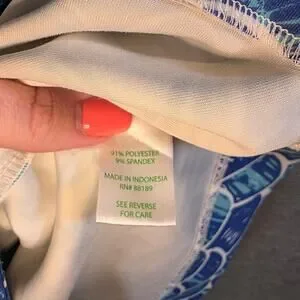 91% POLYESTER
9% SPANDEX
MADE IN INDONESIA
RN# 88189
SEE REVERSE
FOR CARE